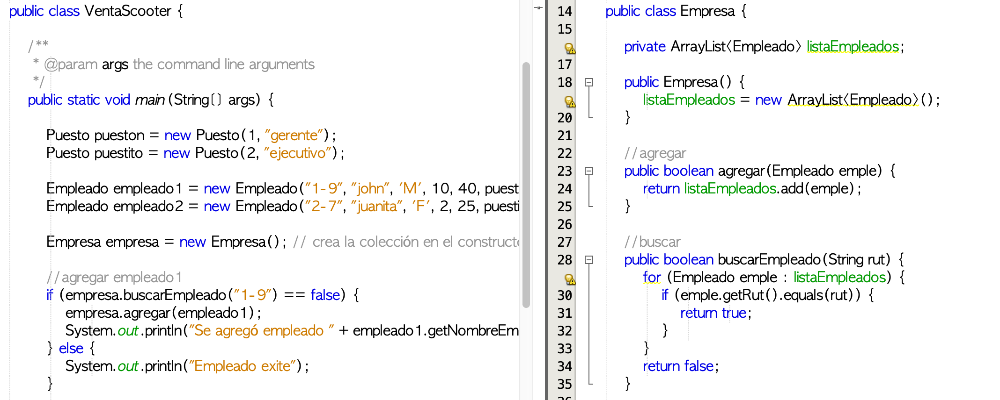 public class VentaScooter {
/**
* @param args the command line arguments
*/
public static void main(String[] args) {
Puesto pueston = new Puesto(1, "gerente");
Puesto puestito = new Puesto(2, "ejecutivo");
Empleado empleado1 = new Empleado("1-9", "john", 'M', 10, 40, puest
Empleado empleado2 = new Empleado("2-7", "juanita", 'F', 2, 25, puesti
Empresa empresa = new Empresa(); // crea la colección en el constructo
//agregar empleado1
if (empresa.buscarEmpleado("1-9") == false) {
empresa.agregar(empleado1);
System.out.println("Se agregó empleado " + empleado1.getNombreEm
} else {
System.out.println("Empleado exite");
}
14 public class Empresa {
15
private ArrayList<Empleado> listaEmpleados;
17
18 public Empresa() {
listaEmpleados = new ArrayList<Empleado>();
20 }
21
22 //agregar
23 public boolean agregar(Empleado emple) {
24 return listaEmpleados.add(emple);
25 }
26
27 //buscar
28 public boolean buscarEmpleado(String rut) {
for (Empleado emple : listaEmpleados) {
30 if (emple.getRut().equals(rut)) {
31 return true;
32 }
33 }
34 return false;
35 }